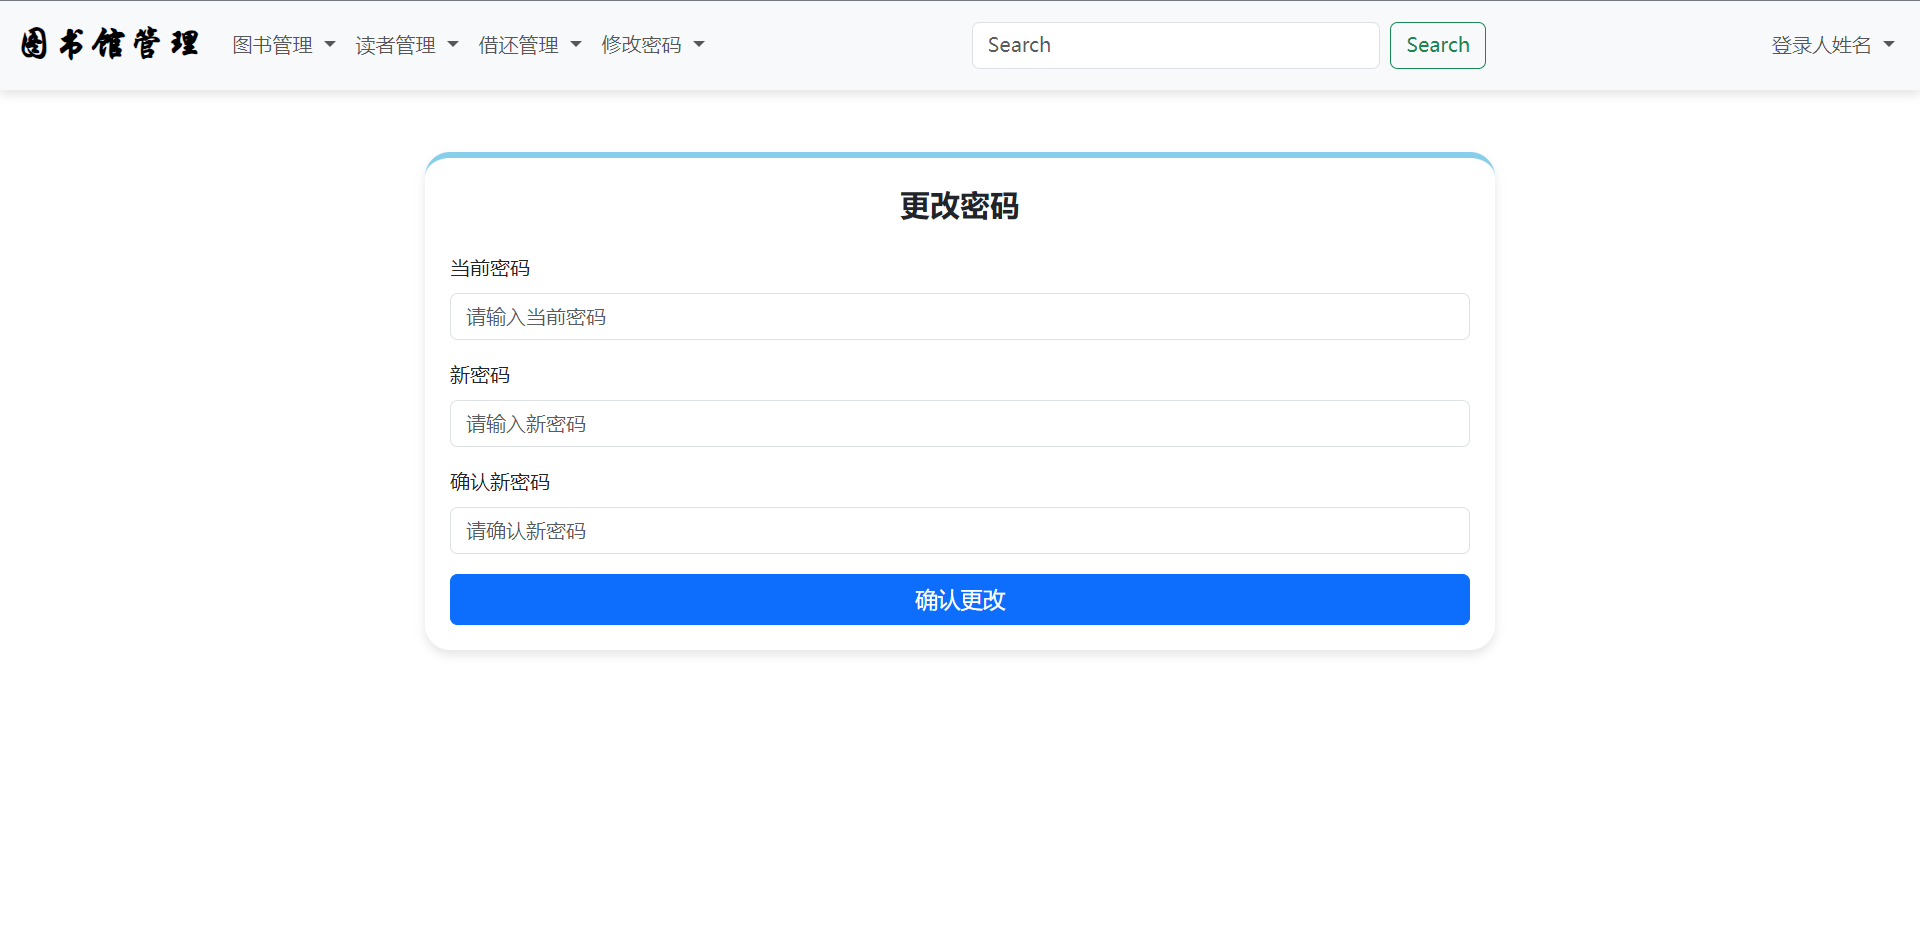 图书馆管理 图书管理 读者管理 借还管理 修改密码 Search Search 登录人姓名
更改密码
当前密码
请输入当前密码
新密码
请输入新密码
确认新密码
请确认新密码
确认更改